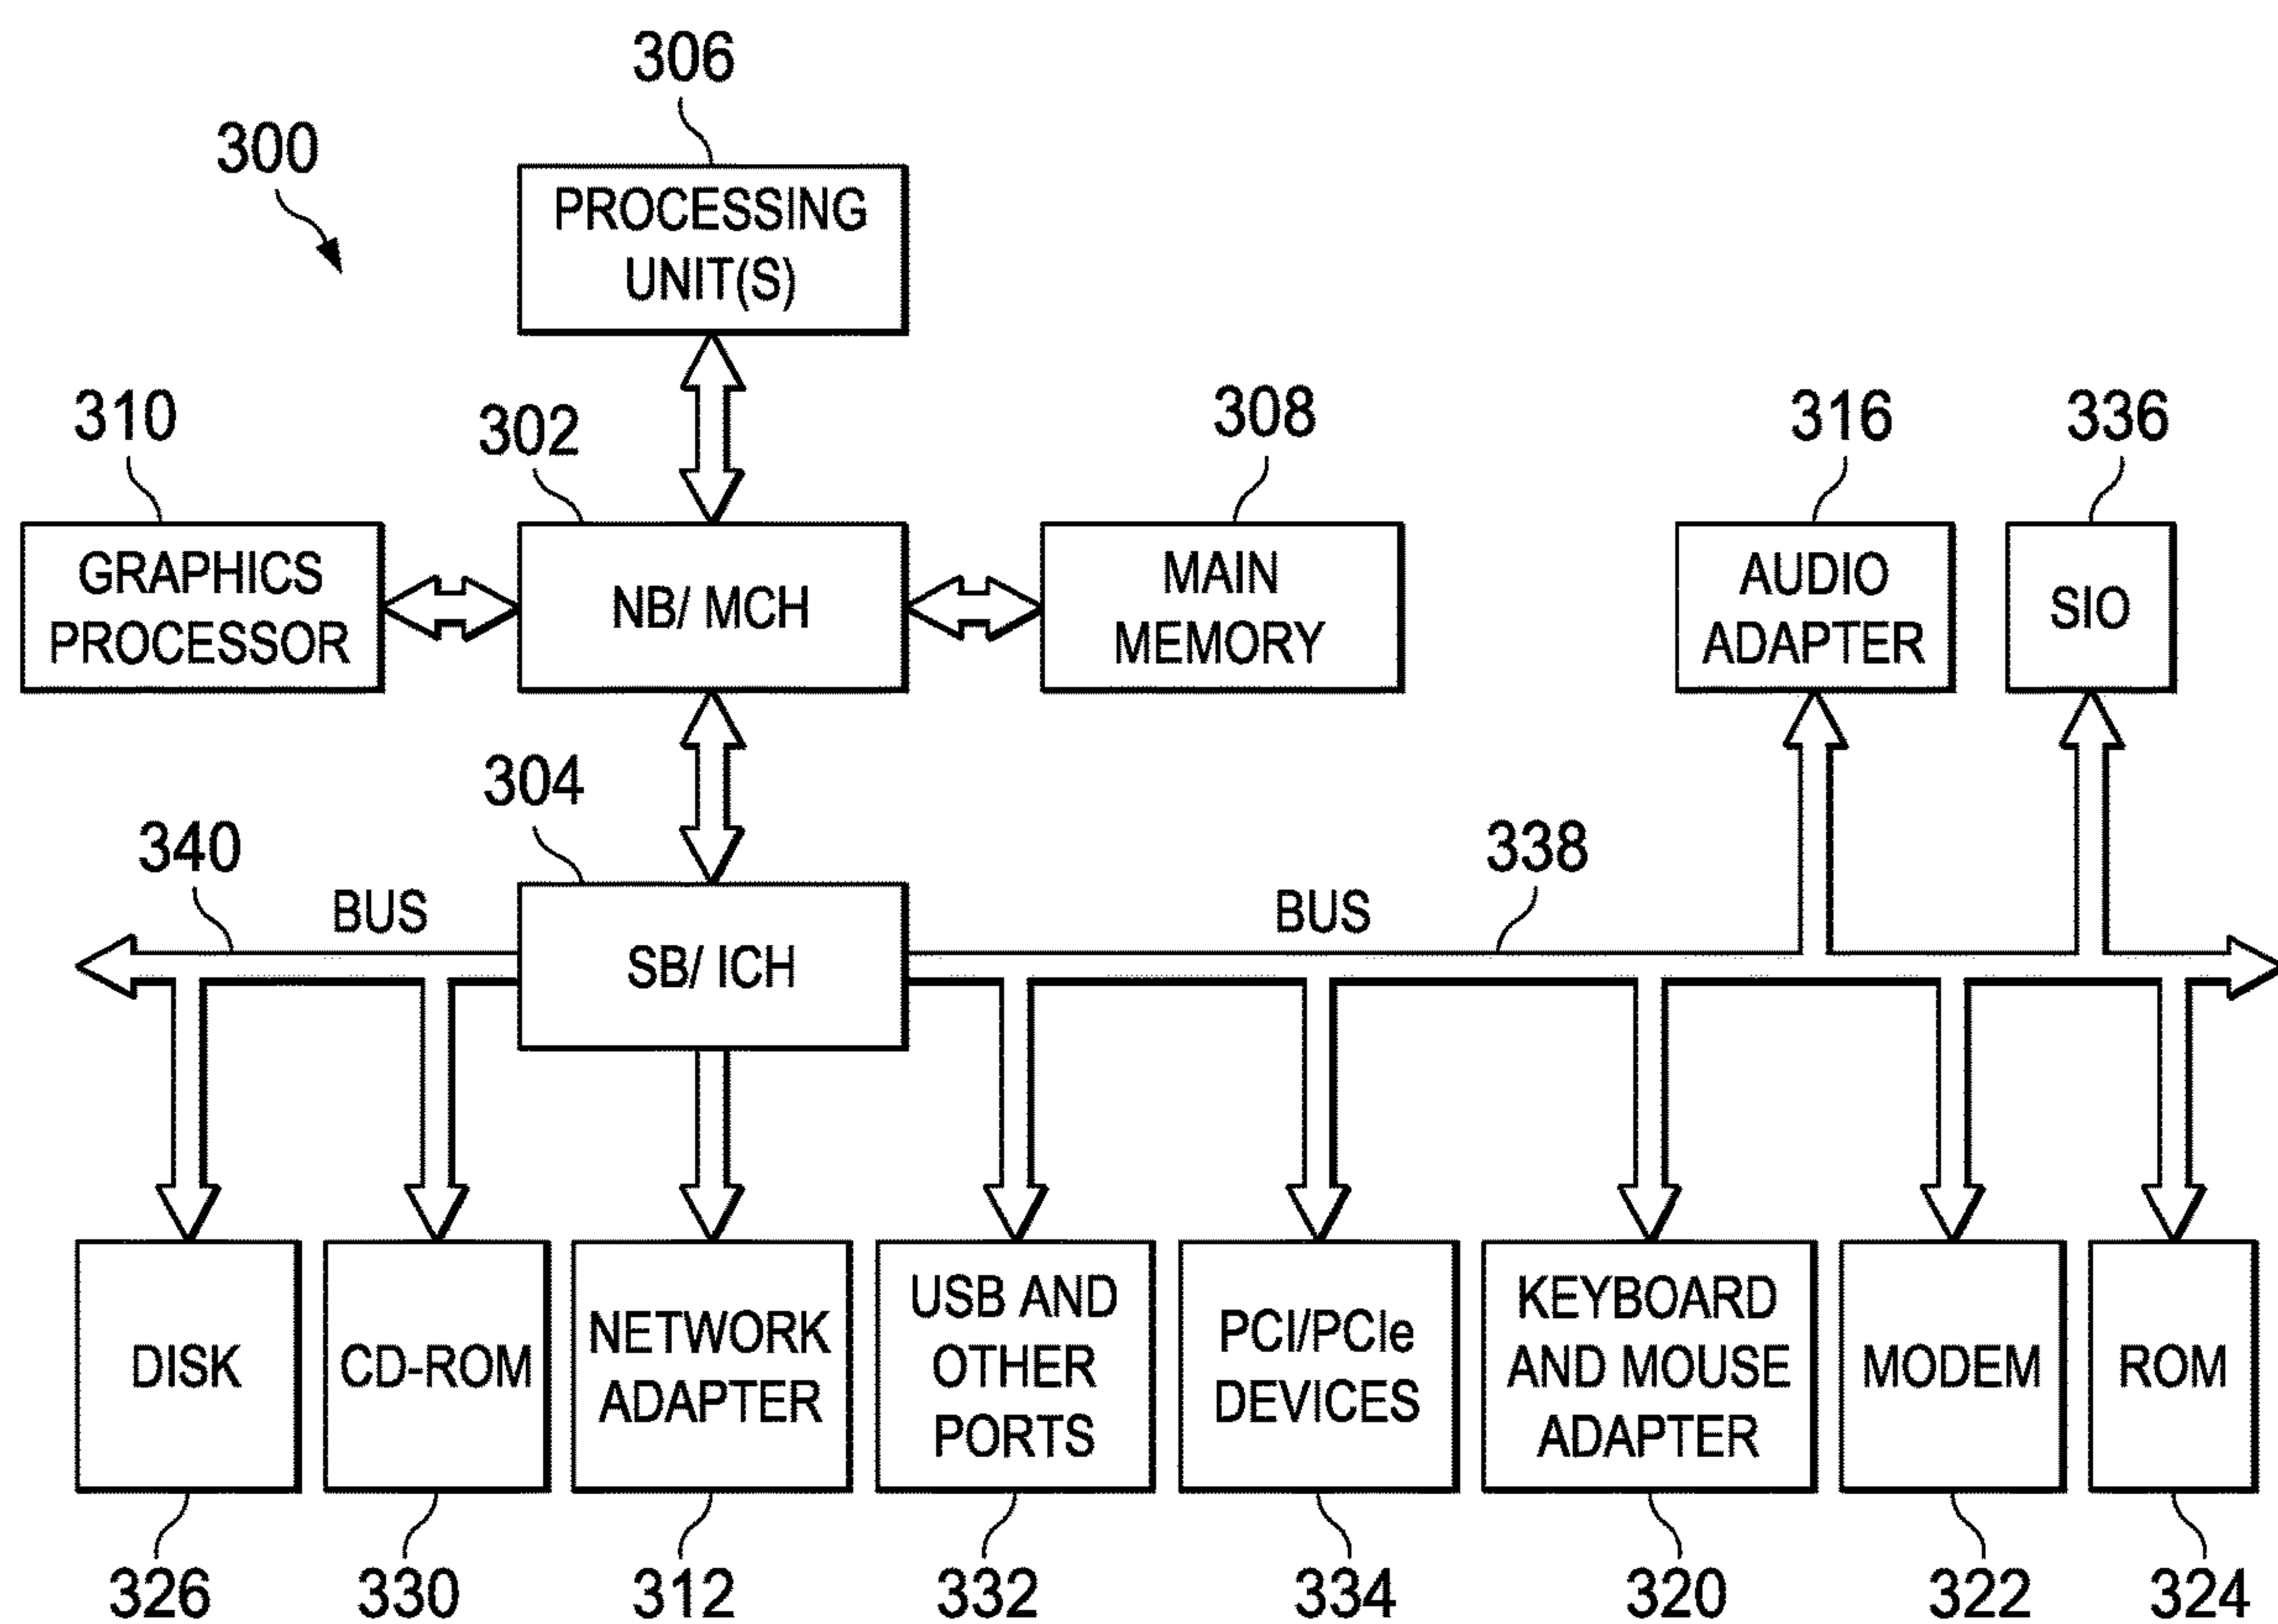 306
300
PROCESSING
UNIT(S)
310
302
308
316
336
GRAPHICS
PROCESSOR
NB/ MCH
MAIN
MEMORY
AUDIO
ADAPTER
SIO
304
340
338
BUS
BUS
SB/ ICH
DISK
CD-ROM
NETWORK
ADAPTER
USB AND
OTHER
PORTS
PCI/PCIe
DEVICES
KEYBOARD
AND MOUSE
ADAPTER
MODEM
ROM
326
330
312
332
334
320
322
324